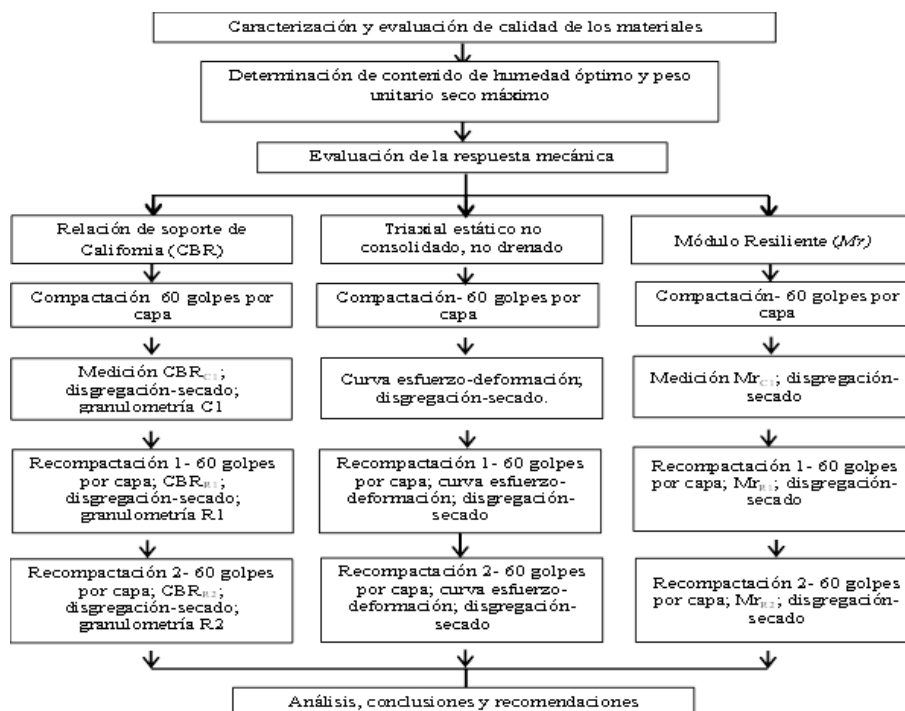 Caracterización y evaluación de calidad de los materiales
Determinación de contenido de humedad óptimo y peso
unitario seco máximo
Evaluación de la respuesta mecánica
Relación de soporte de
California (CBR)
Compactación 60 golpes por
capa
Medición CBRC1;
disgregación-secado;
granulometría C1
Recompactación 1- 60 golpes
por capa; CBRR1;
disgregación-secado;
granulometría R1
Recompactación 2- 60 golpes
por capa; CBRR2;
disgregación-secado;
granulometría R2
Triaxial estático no
consolidado, no drenado
Compactación- 60 golpes por
capa
Curva esfuerzo-deformación;
disgregación-secado.
Recompactación 1- 60 golpes
por capa; curva esfuerzo-
deformación; disgregación-
secado
Recompactación 2- 60 golpes
por capa; curva esfuerzo-
deformación; disgregación-
secado
Módulo Resiliente (Mr)
Compactación- 60 golpes por
capa
Medición MrC1; disgregación-
secado
Recompactación 1- 60 golpes
por capa; MrR1; disgregación-
secado
Recompactación 2- 60 golpes
por capa; MrR2; disgregación-
secado
Análisis, conclusiones y recomendaciones